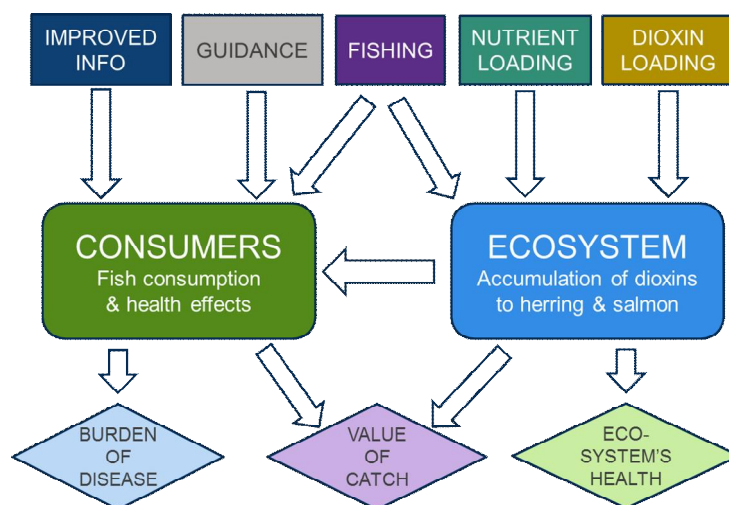 IMPROVED
INFO
GUIDANCE
FISHING
NUTRIENT
LOADING
DIOXIN
LOADING
CONSUMERS
Fish consumption
& health effects
ECOSYSTEM
Accumulation of dioxins
to herring & salmon
BURDEN
OF
DISEASE
VALUE
OF
CATCH
ECO-
SYSTEM'S
HEALTH